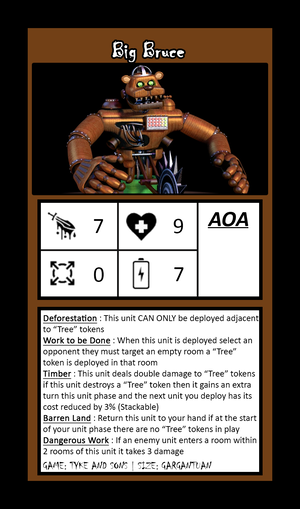 Big Bruce
7
9
AOA
0
7
Deforestation : This unit CAN ONLY be deployed adjacent
to "Tree" tokens
Work to be Done : When this unit is deployed select an
opponent they must target an empty room a "Tree"
token is deployed in that room
Timber : This unit deals double damage to "Tree" tokens
if this unit destroys a "Tree" token then it gains an extra
turn this unit phase and the next unit you deploy has its
cost reduced by 3% (Stackable)
Barren Land : Return this unit to your hand if at the start
of your unit phase there are no "Tree" tokens in play
Dangerous Work : If an enemy unit enters a room within
2 rooms of this unit it takes 3 damage
GAME: TYKE AND SONS | SIZE: GARGANTUAN